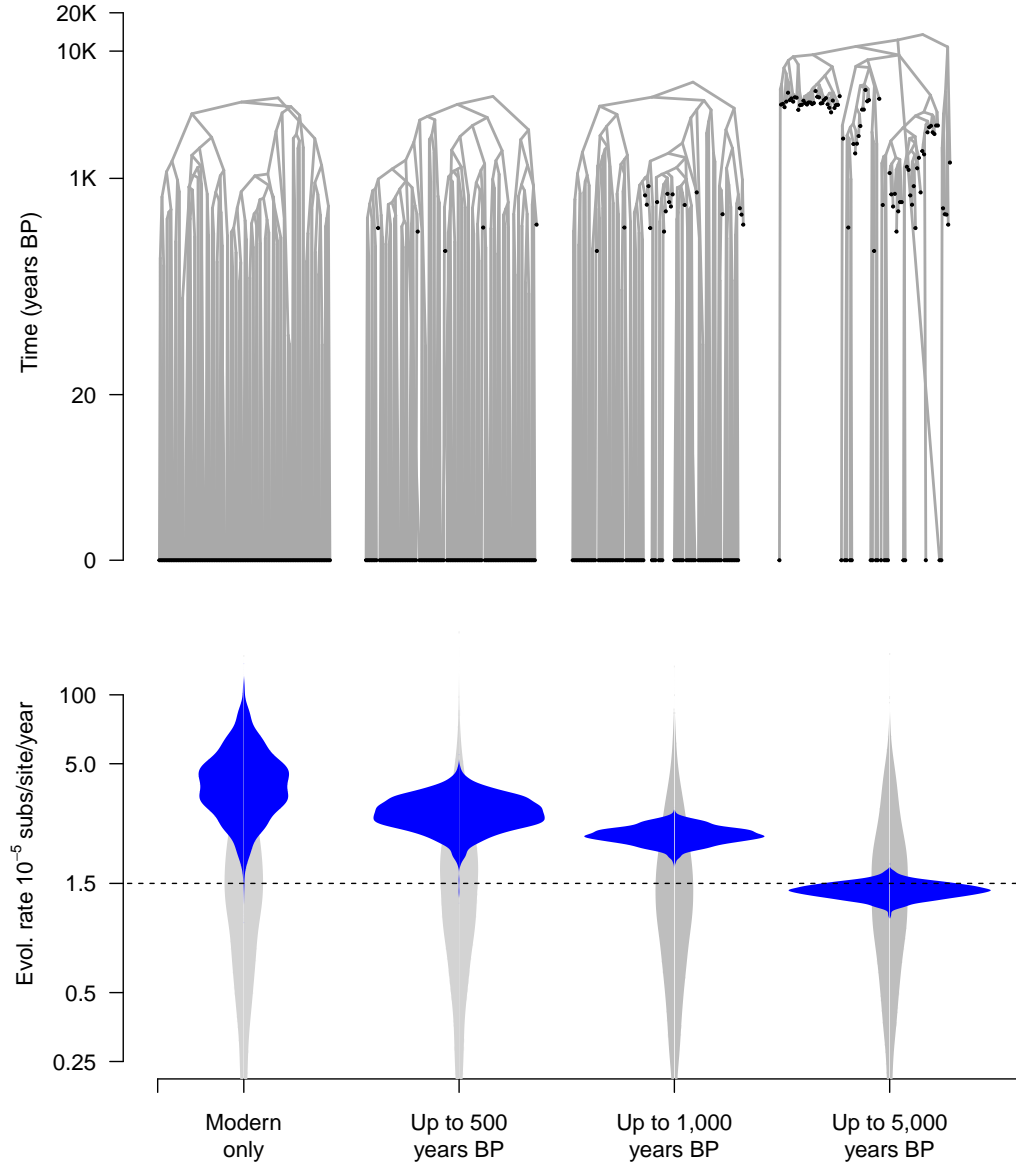 20K
10K
1K
20
0
Time (years BP)
100
5.0
1.5
0.5
0.25
Evol. rate 10⁻⁵ subs/site/year
Modern
only
Up to 500
years BP
Up to 1,000
years BP
Up to 5,000
years BP